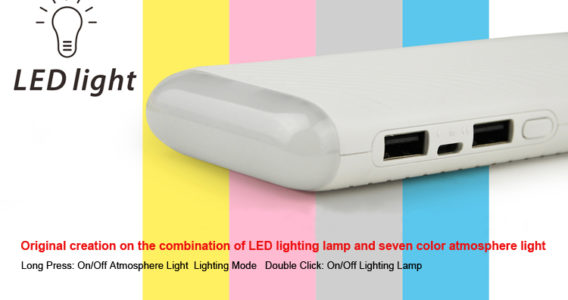 LED light
Original creation on the combination of LED lighting lamp and seven color atmosphere light
Long Press: On/Off Atmosphere Light  Lighting Mode   Double Click: On/Off Lighting Lamp